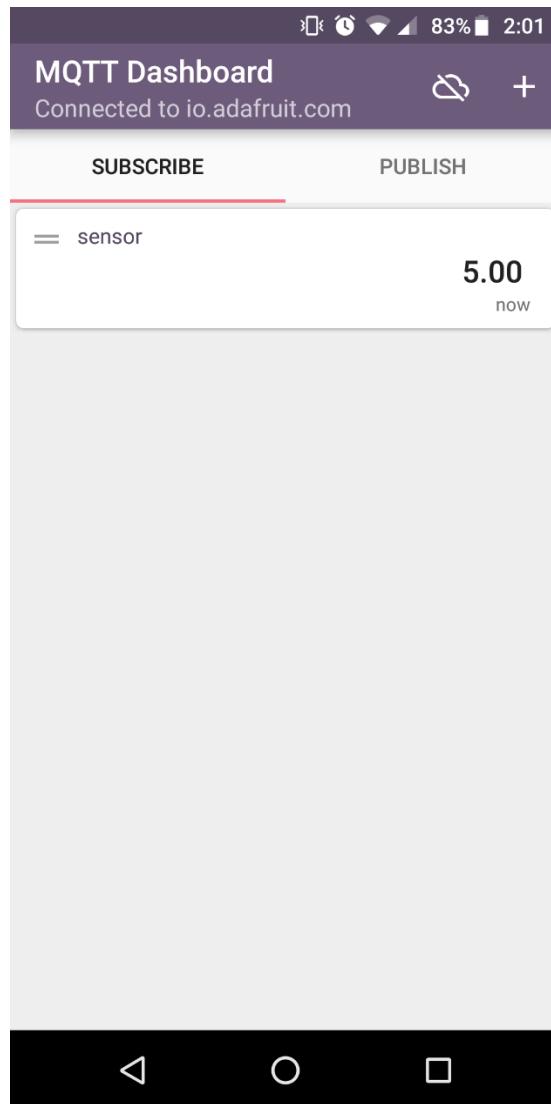 83% 2:01
MQTT Dashboard
Connected to io.adafruit.com
SUBSCRIBE PUBLISH
sensor
5.00
now